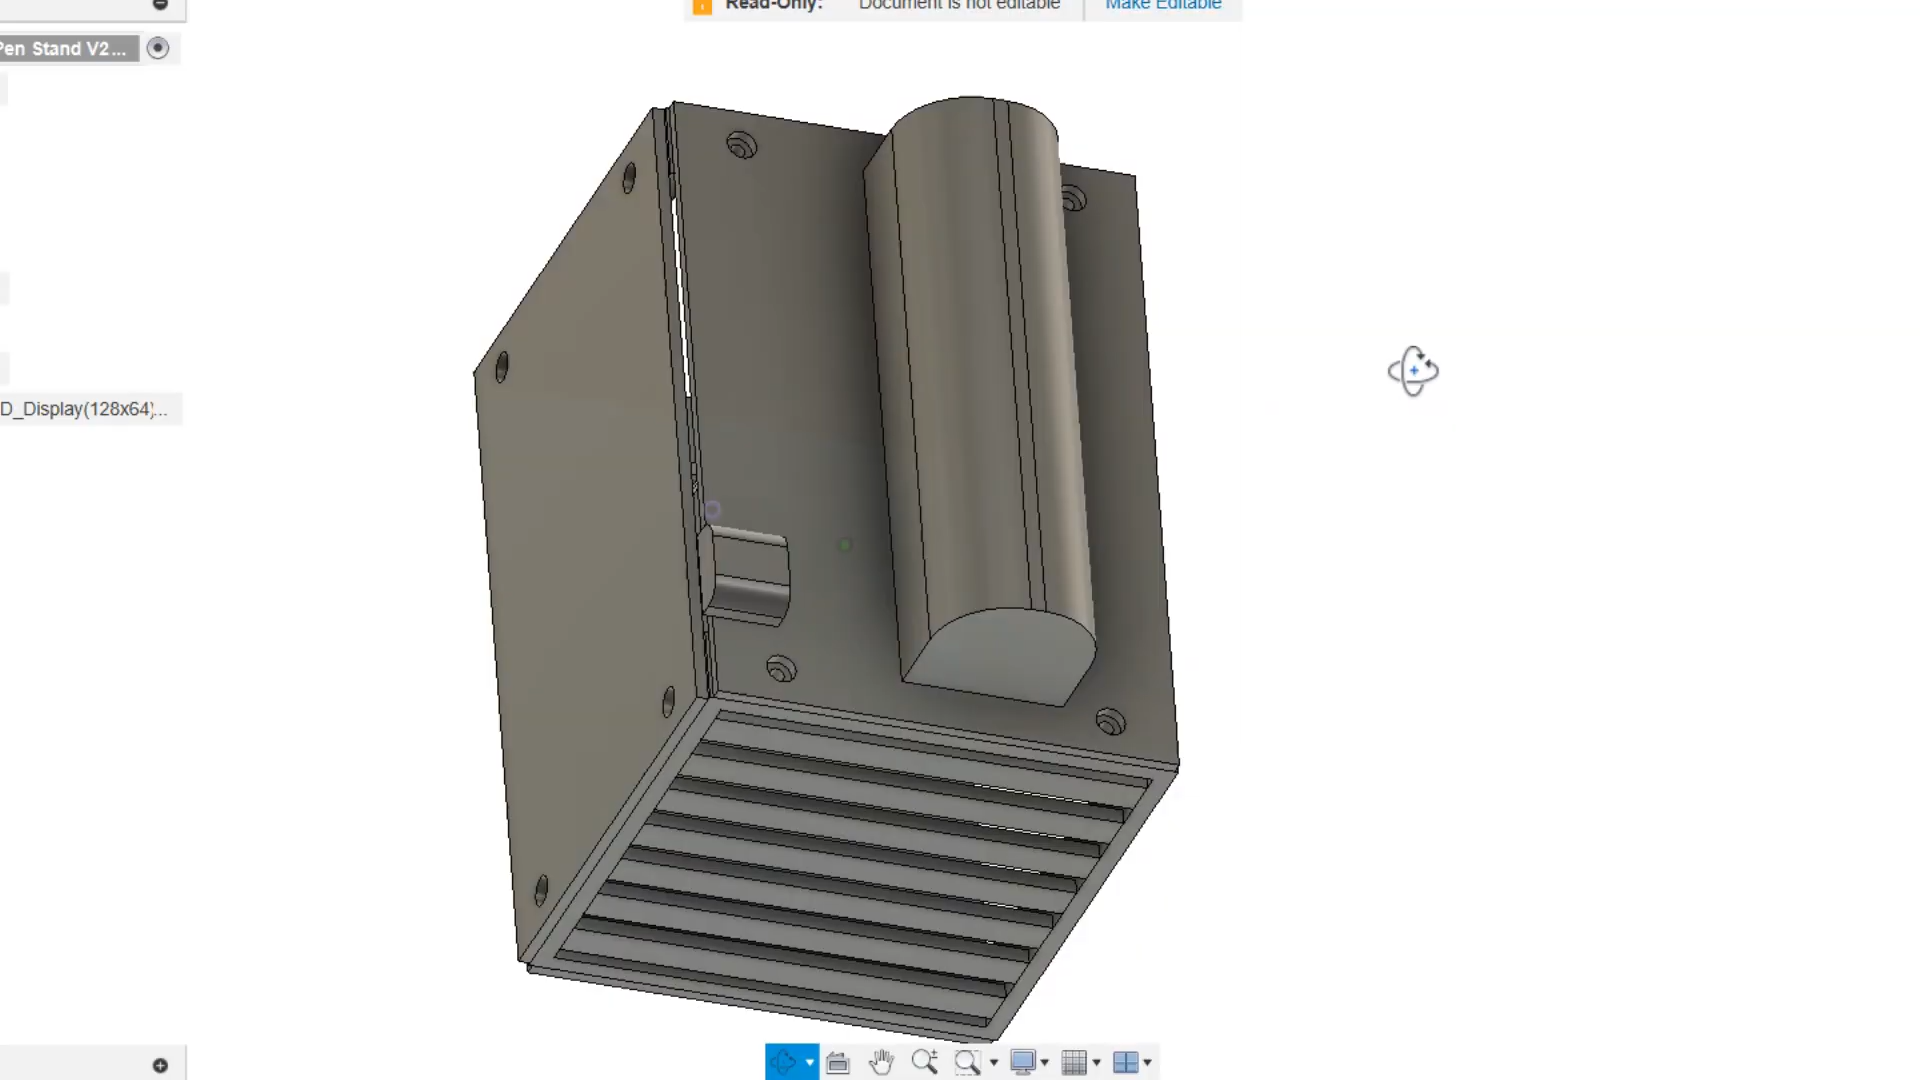 Read-Only: Document is not editable Make Editable
Pen Stand V2...
D_Display(128x64)...